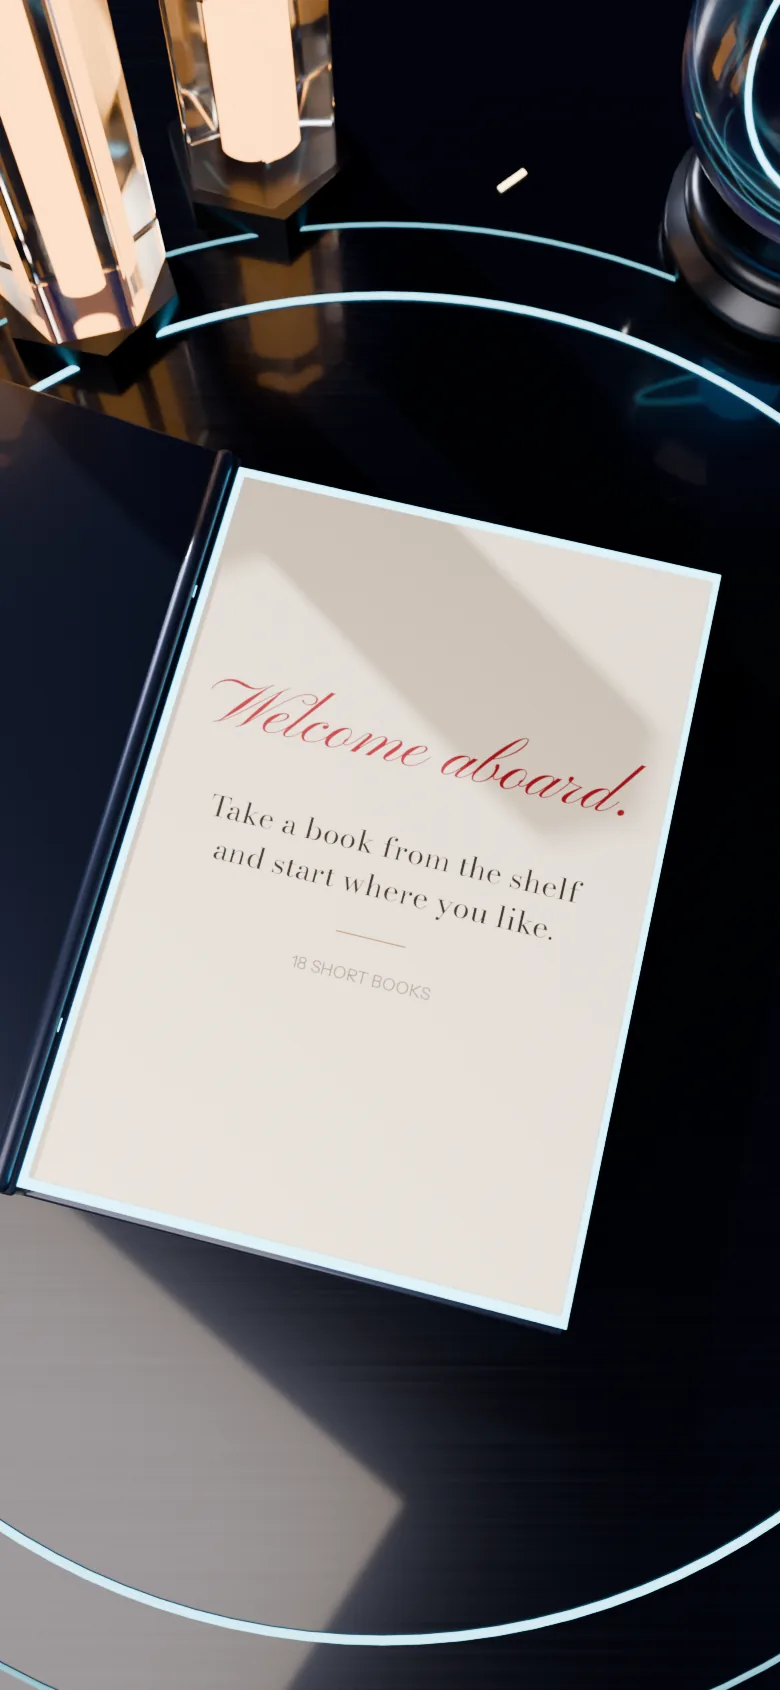 Welcome aboard.
Take a book from the shelf
and start where you like.
18 SHORT BOOKS